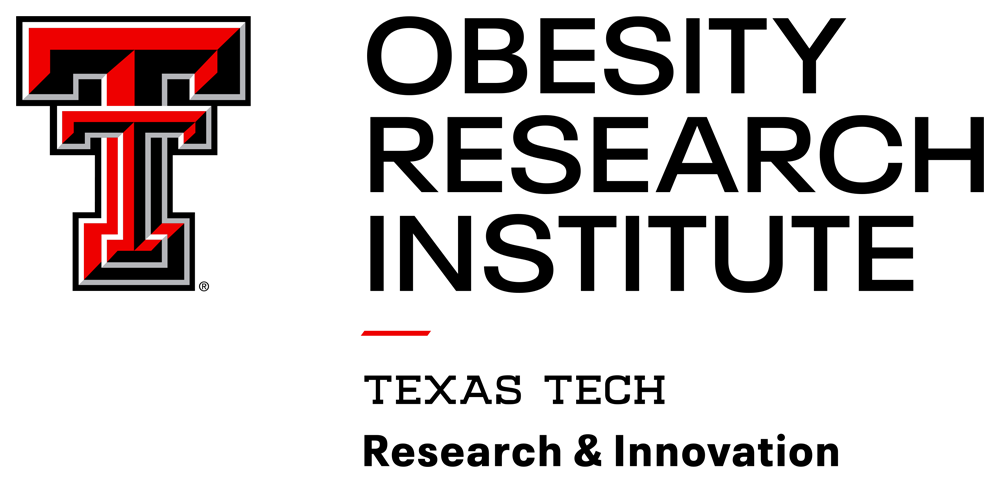 OBESITY
RESEARCH
INSTITUTE
TEXAS TECH
Research & Innovation
®